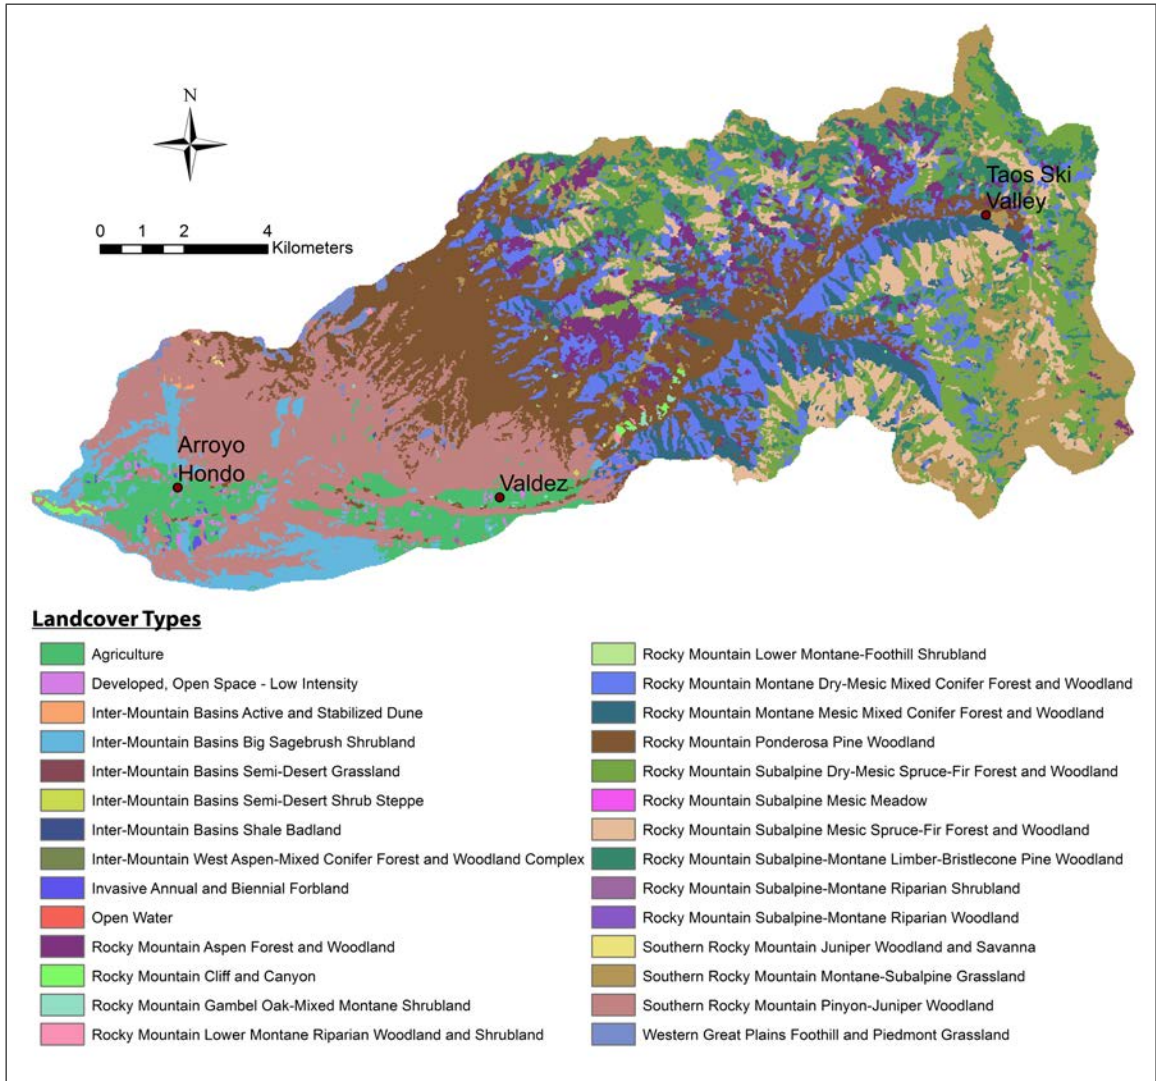 N
Taos Ski
Valley
0 2 4
Kilometers
Arroyo
Hondo
Valdez
Landcover Types
Agriculture
Developed, Open Space - Low Intensity
Inter-Mountain Basins Active and Stabilized Dune
Inter-Mountain Basins Big Sagebrush Shrubland
Inter-Mountain Basins Semi-Desert Grassland
Inter-Mountain Basins Semi-Desert Shrub Steppe
Inter-Mountain Basins Shale Badland
Inter-Mountain West Aspen-Mixed Conifer Forest and Woodland Complex
Invasive Annual and Biennial Forbland
Open Water
Rocky Mountain Aspen Forest and Woodland
Rocky Mountain Cliff and Canyon
Rocky Mountain Gambel Oak-Mixed Montane Shrubland
Rocky Mountain Lower Montane Riparian Woodland and Shrubland
Rocky Mountain Lower Montane-Foothill Shrubland
Rocky Mountain Montane Dry-Mesic Mixed Conifer Forest and Woodland
Rocky Mountain Montane Mesic Mixed Conifer Forest and Woodland
Rocky Mountain Ponderosa Pine Woodland
Rocky Mountain Subalpine Dry-Mesic Spruce-Fir Forest and Woodland
Rocky Mountain Subalpine Mesic Meadow
Rocky Mountain Subalpine Mesic Spruce-Fir Forest and Woodland
Rocky Mountain Subalpine-Montane Limber-Bristlecone Pine Woodland
Rocky Mountain Subalpine-Montane Riparian Shrubland
Rocky Mountain Subalpine-Montane Riparian Woodland
Southern Rocky Mountain Juniper Woodland and Savanna
Southern Rocky Mountain Montane-Subalpine Grassland
Southern Rocky Mountain Pinyon-Juniper Woodland
Western Great Plains Foothill and Piedmont Grassland